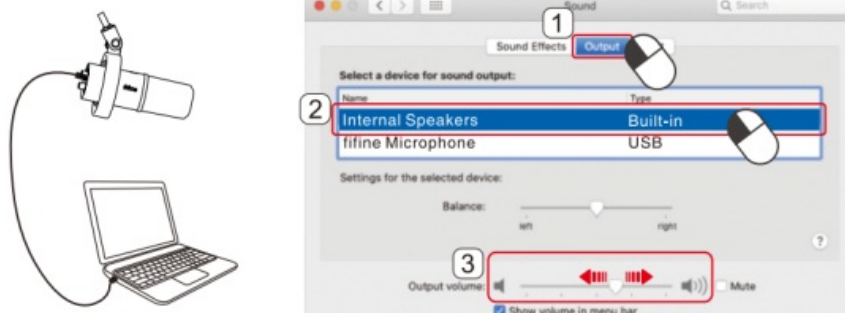 Sound
Search
1
Sound Effects Output
Select a device for sound output:
Name Type
2
Internal Speakers Built-in
fifine Microphone USB
Settings for the selected device:
Balance:
left right
?
3
Output volume: Mute
Show volume in menu bar